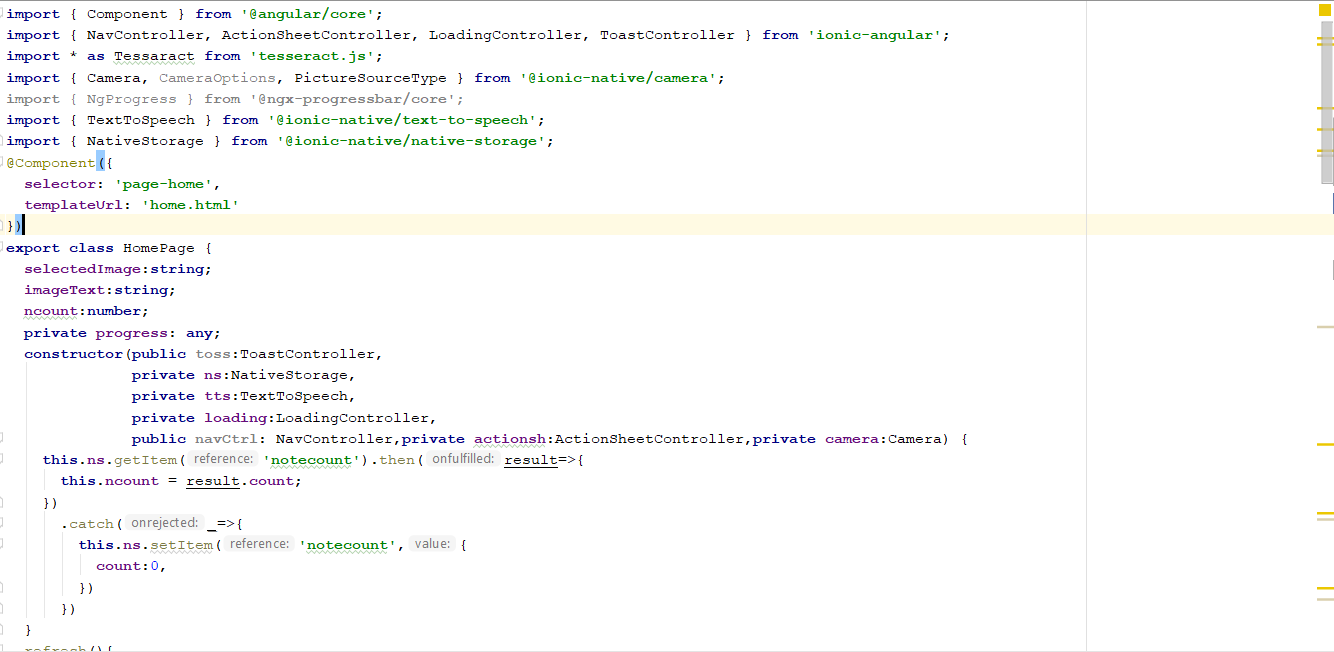 import { Component } from '@angular/core';
import { NavController, ActionSheetController, LoadingController, ToastController } from 'ionic-angular';
import * as Tessaract from 'tesseract.js';
import { Camera, CameraOptions, PictureSourceType } from '@ionic-native/camera';
import { NgProgress } from '@ngx-progressbar/core';
import { TextToSpeech } from '@ionic-native/text-to-speech';
import { NativeStorage } from '@ionic-native/native-storage';
@Component({
  selector: 'page-home',
  templateUrl: 'home.html'
})
export class HomePage {
  selectedImage:string;
  imageText:string;
  ncount:number;
  private progress: any;
  constructor(public toss:ToastController,
              private ns:NativeStorage,
              private tts:TextToSpeech,
              private loading:LoadingController,
              public navCtrl: NavController,private actionsh:ActionSheetController,private camera:Camera) {
    this.ns.getItem( reference: 'notecount').then( onfulfilled: result=>{
      this.ncount = result.count;
    })
      .catch( onrejected: _=>{
        this.ns.setItem( reference: 'notecount', value: {
          count:0,
        })
      })
  }
  refresh(){